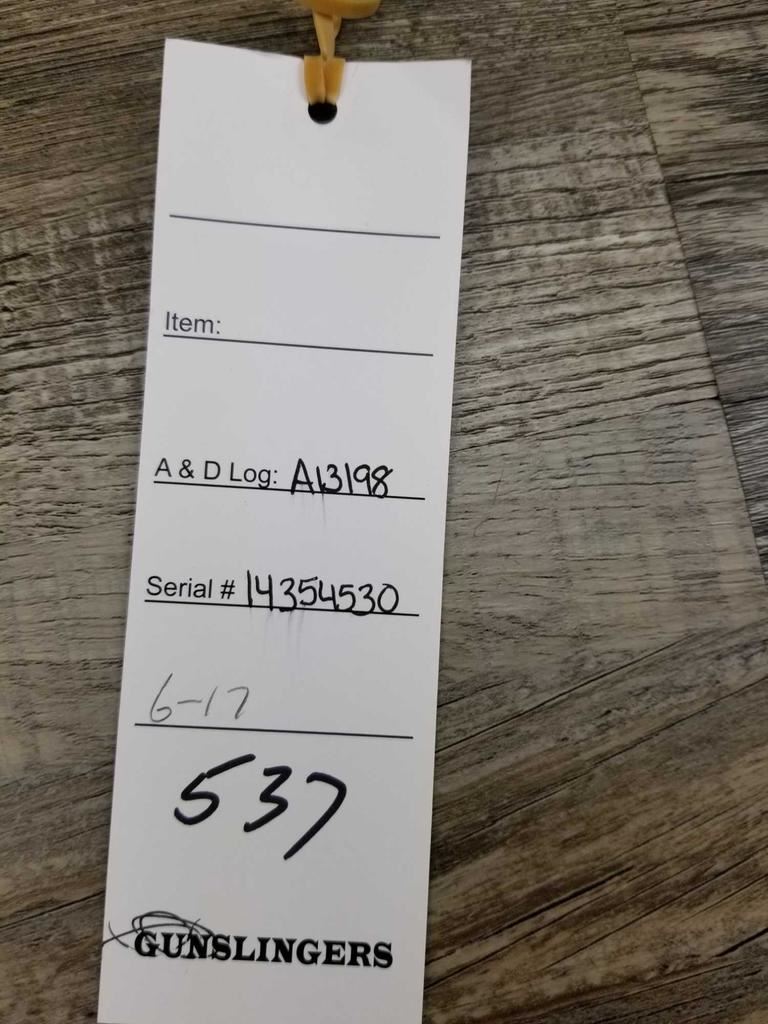 Item:
A & D Log: A13198
Serial # 14354530
6-17
537
GUNSLINGERS